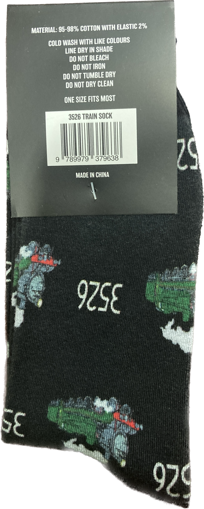 MATERIAL: 95-98% COTTON WITH ELASTIC 2%
COLD WASH WITH LIKE COLOURS
LINE DRY IN SHADE
DO NOT BLEACH
DO NOT IRON
DO NOT TUMBLE DRY
DO NOT DRY CLEAN
ONE SIZE FITS MOST
3526 TRAIN SOCK
9 789979 379638
MADE IN CHINA
352
3526
352
3526